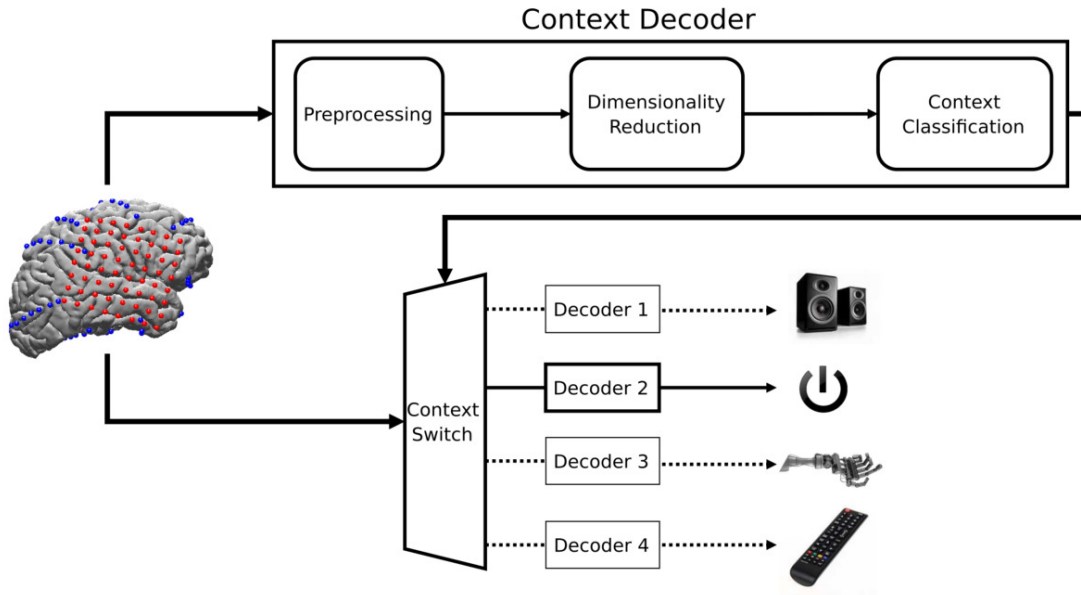 Context Decoder
Preprocessing
Dimensionality
Reduction
Context
Classification
Decoder 1
Decoder 2
Context
Switch
Decoder 3
Decoder 4